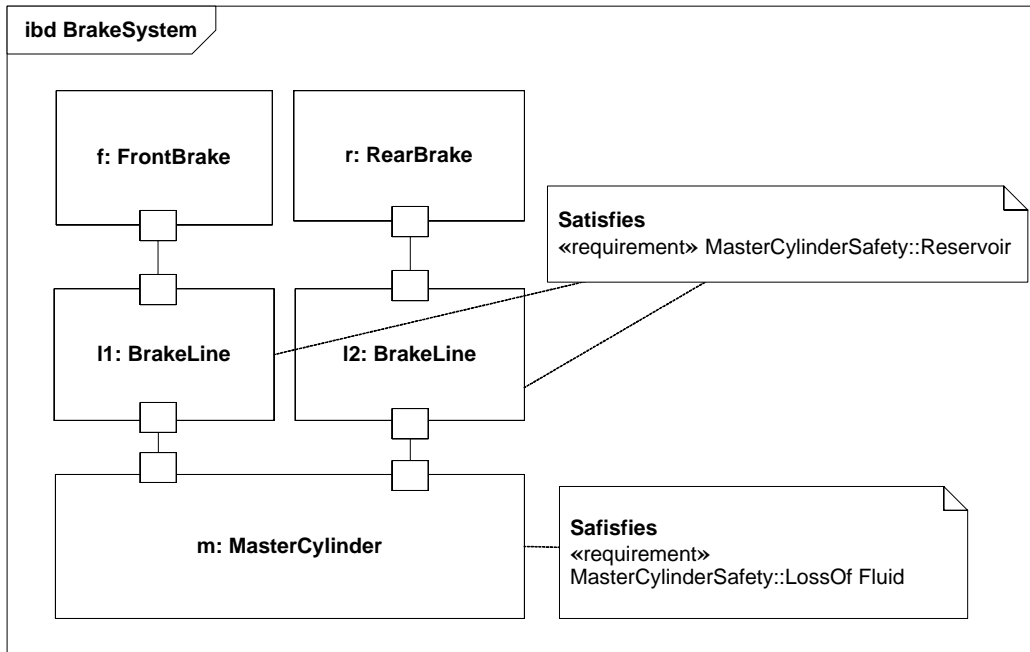 ibd BrakeSystem
f: FrontBrake
r: RearBrake
Satisfies
«requirement» MasterCylinderSafety::Reservoir
l1: BrakeLine
l2: BrakeLine
m: MasterCylinder
Safisfies
«requirement»
MasterCylinderSafety::LossOf Fluid